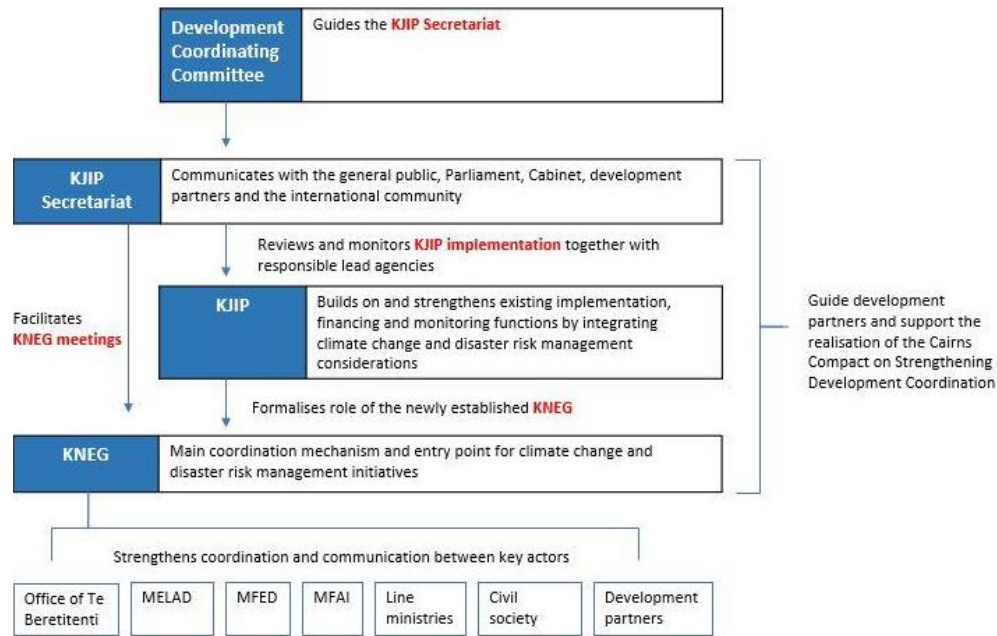 Development
Coordinating
Committee
Guides the KJIP Secretariat
KJIP
Secretariat
Communicates with the general public, Parliament, Cabinet, development
partners and the international community
Reviews and monitors KJIP implementation together with
responsible lead agencies
Facilitates
KNEG meetings
KJIP
Builds on and strengthens existing implementation,
financing and monitoring functions by integrating
climate change and disaster risk management
considerations
Guide development
partners and support the
realisation of the Cairns
Compact on Strengthening
Development Coordination
Formalises role of the newly established KNEG
KNEG
Main coordination mechanism and entry point for climate change and
disaster risk management initiatives
Strengthens coordination and communication between key actors
Office of Te
Beretitenti
MELAD
MFED
MFAI
Line
ministries
Civil
society
Development
partners